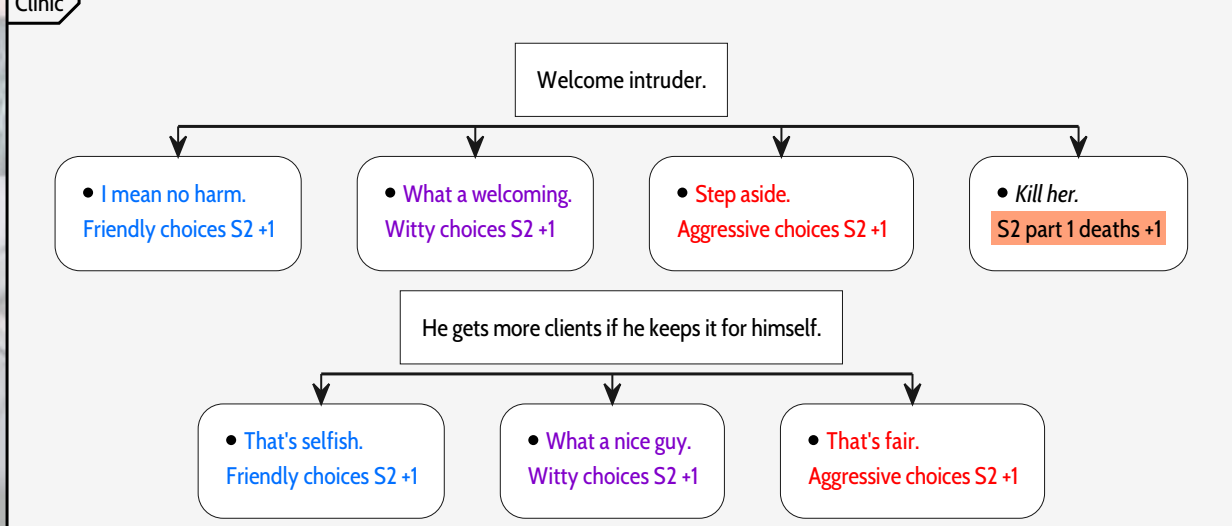 Clinic
Welcome intruder.
• I mean no harm.
Friendly choices S2 +1
• What a welcoming.
Witty choices S2 +1
• Step aside.
Aggressive choices S2 +1
• Kill her.
S2 part 1 deaths +1
He gets more clients if he keeps it for himself.
• That's selfish.
Friendly choices S2 +1
• What a nice guy.
Witty choices S2 +1
• That's fair.
Aggressive choices S2 +1